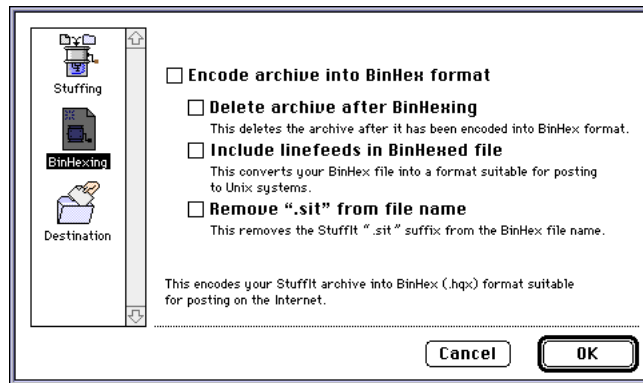 Stuffing
BinHexing
Destination
Encode archive into BinHex format
Delete archive after BinHexing
This deletes the archive after it has been encoded into BinHex format.
Include linefeeds in BinHexed file
This converts your BinHex file into a format suitable for posting
to Unix systems.
Remove “.sit” from file name
This removes the StuffIt “.sit” suffix from the BinHex file name.
This encodes your StuffIt archive into BinHex (.hqx) format suitable
for posting on the Internet.
Cancel
OK